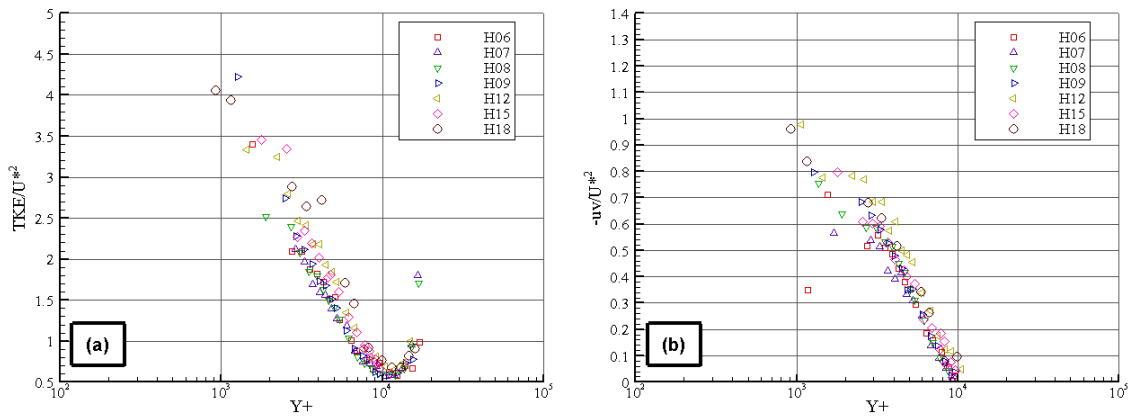 5
4.5
4
3.5
3
2.5
2
1.5
1
0.5
TKE/U*²
10²
10³
10⁴
10⁵
Y+
H06
H07
H08
H09
H12
H15
H18
(a)
1.4
1.3
1.2
1.1
1
0.9
0.8
0.7
0.6
0.5
0.4
0.3
0.2
0.1
0
-uv/U*²
10²
10³
10⁴
10⁵
Y+
H06
H07
H08
H09
H12
H15
H18
(b)